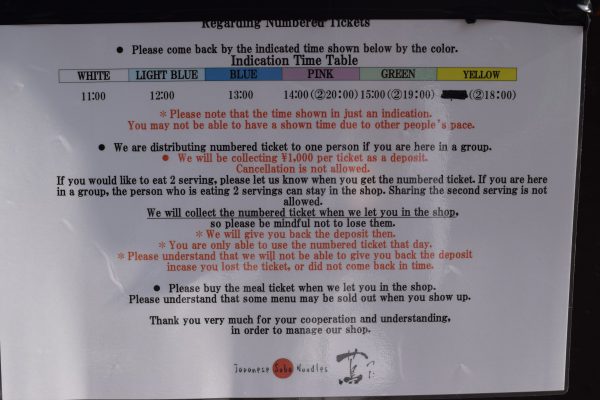 Regarding Numbered Tickets
● Please come back by the indicated time shown below by the color.
Indication Time Table
WHITE LIGHT BLUE BLUE PINK GREEN YELLOW
11:00 12:00 13:00 14:00(②20:00) 15:00(②19:00) (②18:00)
* Please note that the time shown in just an indication.
You may not be able to have a shown time due to other people's pace.
● We are distributing numbered ticket to one person if you are here in a group.
● We will be collecting ¥1,000 per ticket as a deposit.
Cancellation is not allowed.
If you would like to eat 2 serving, please let us know when you get the numbered ticket. If you are here
in a group, the person who is eating 2 servings can stay in the shop. Sharing the second serving is not
allowed.
We will collect the numbered ticket when we let you in the shop,
so please be mindful not to lose them.
* We will give you back the deposit then.
* You are only able to use the numbered ticket that day.
* Please understand that we will not be able to give you back the deposit
incase you lost the ticket, or did not come back in time.
● Please buy the meal ticket when we let you in the shop.
Please understand that some menu may be sold out when you show up.
Thank you very much for your cooperation and understanding,
in order to manage our shop.
Japanese Soba Noodles 蔦